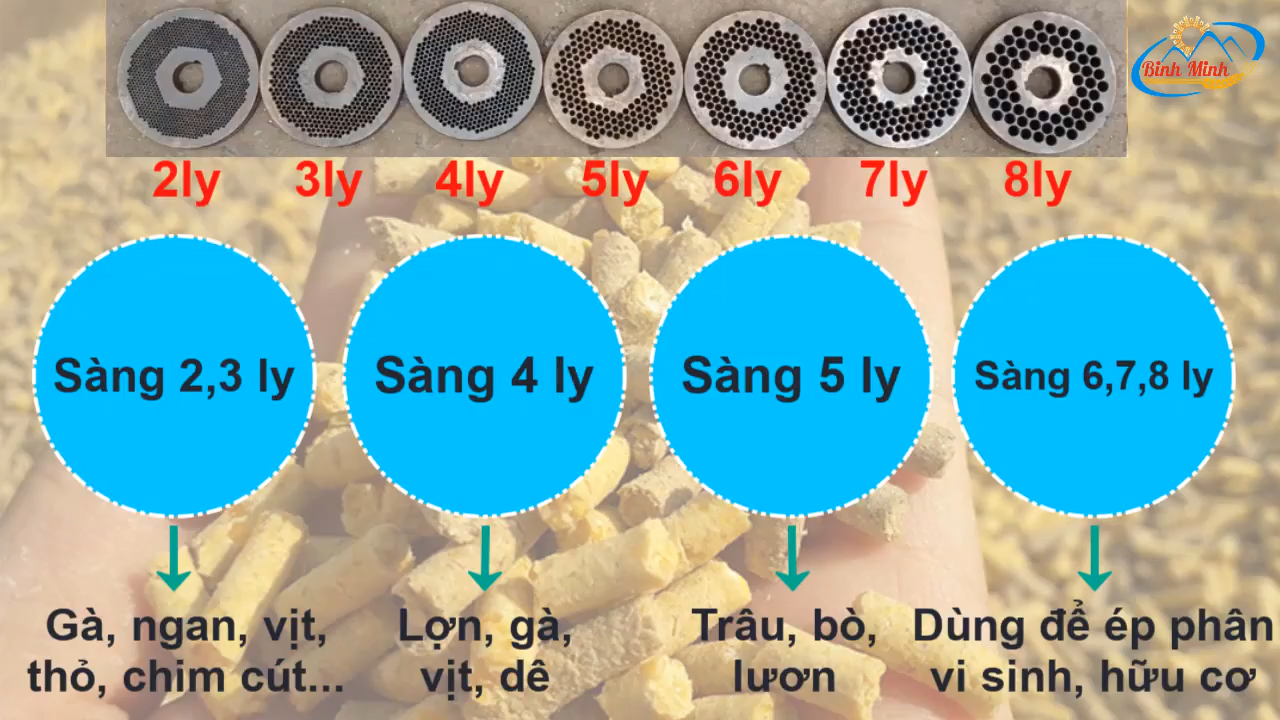 Bình Minh
2ly 3ly 4ly 5ly 6ly 7ly 8ly
Sàng 2,3 ly
Sàng 4 ly
Sàng 5 ly
Sàng 6,7,8 ly
Gà, ngan, vịt,
thỏ, chim cút...
Lợn, gà,
vịt, dê
Trâu, bò,
lươn
Dùng để ép phân
vi sinh, hữu cơ